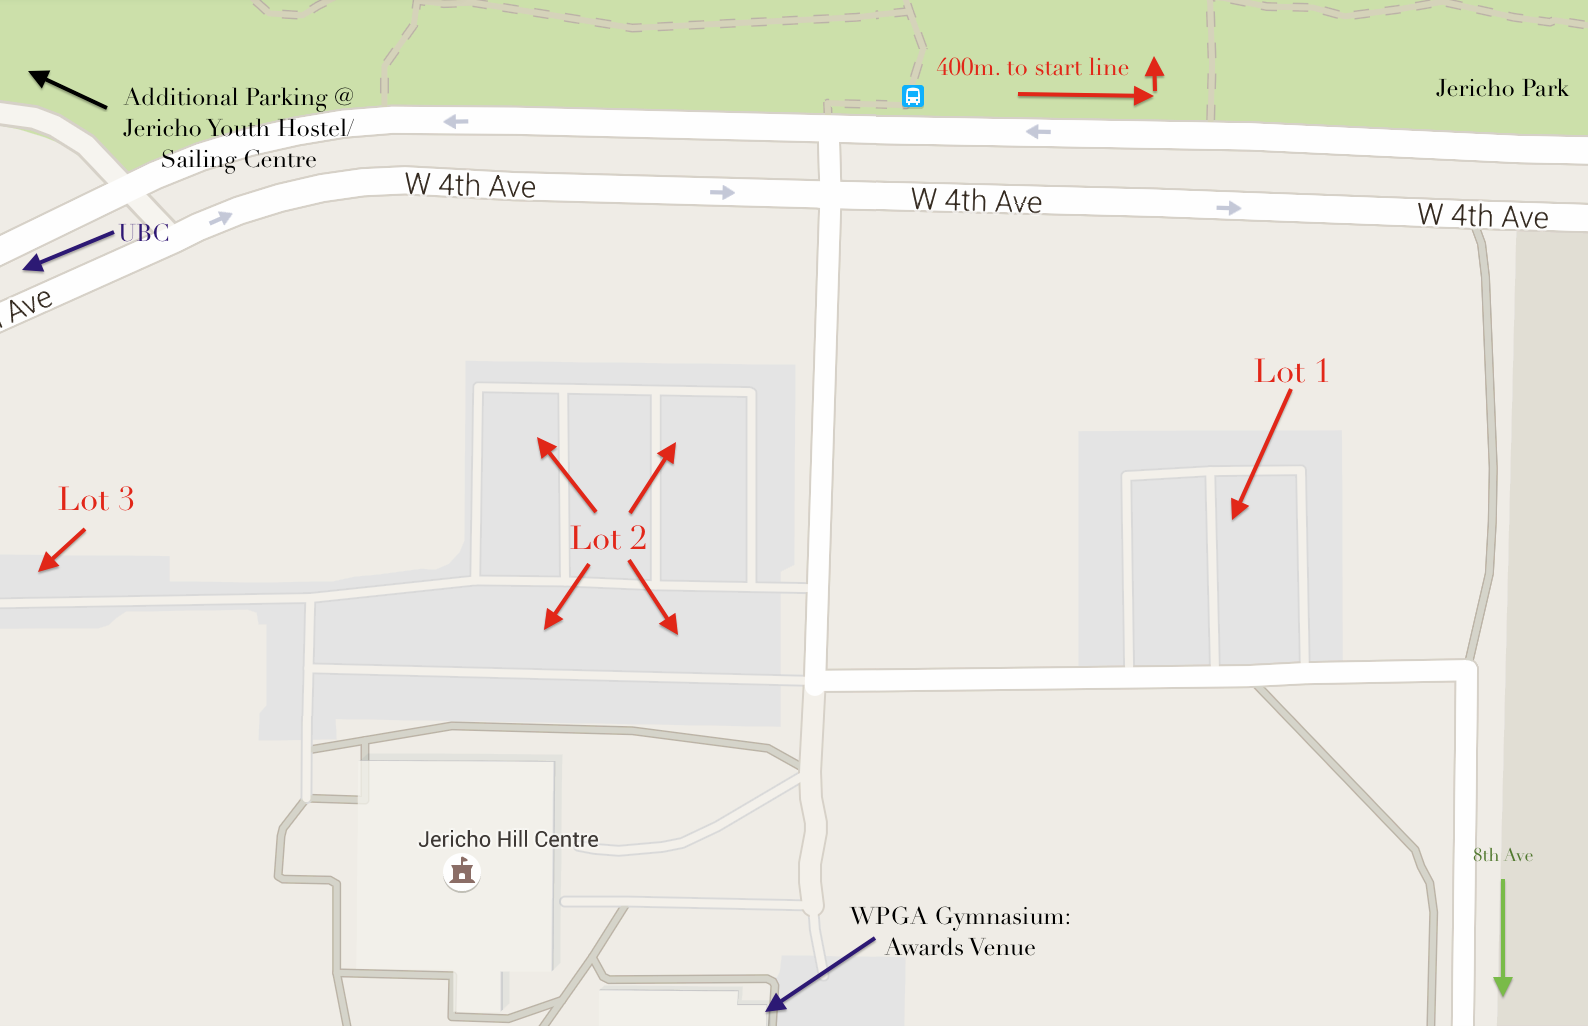 400m. to start line
Jericho Park
Additional Parking @
Jericho Youth Hostel/
Sailing Centre
W 4th Ave
W 4th Ave
W 4th Ave
UBC
Ave
Lot 1
Lot 3
Lot 2
Jericho Hill Centre
8th Ave
WPGA Gymnasium:
Awards Venue